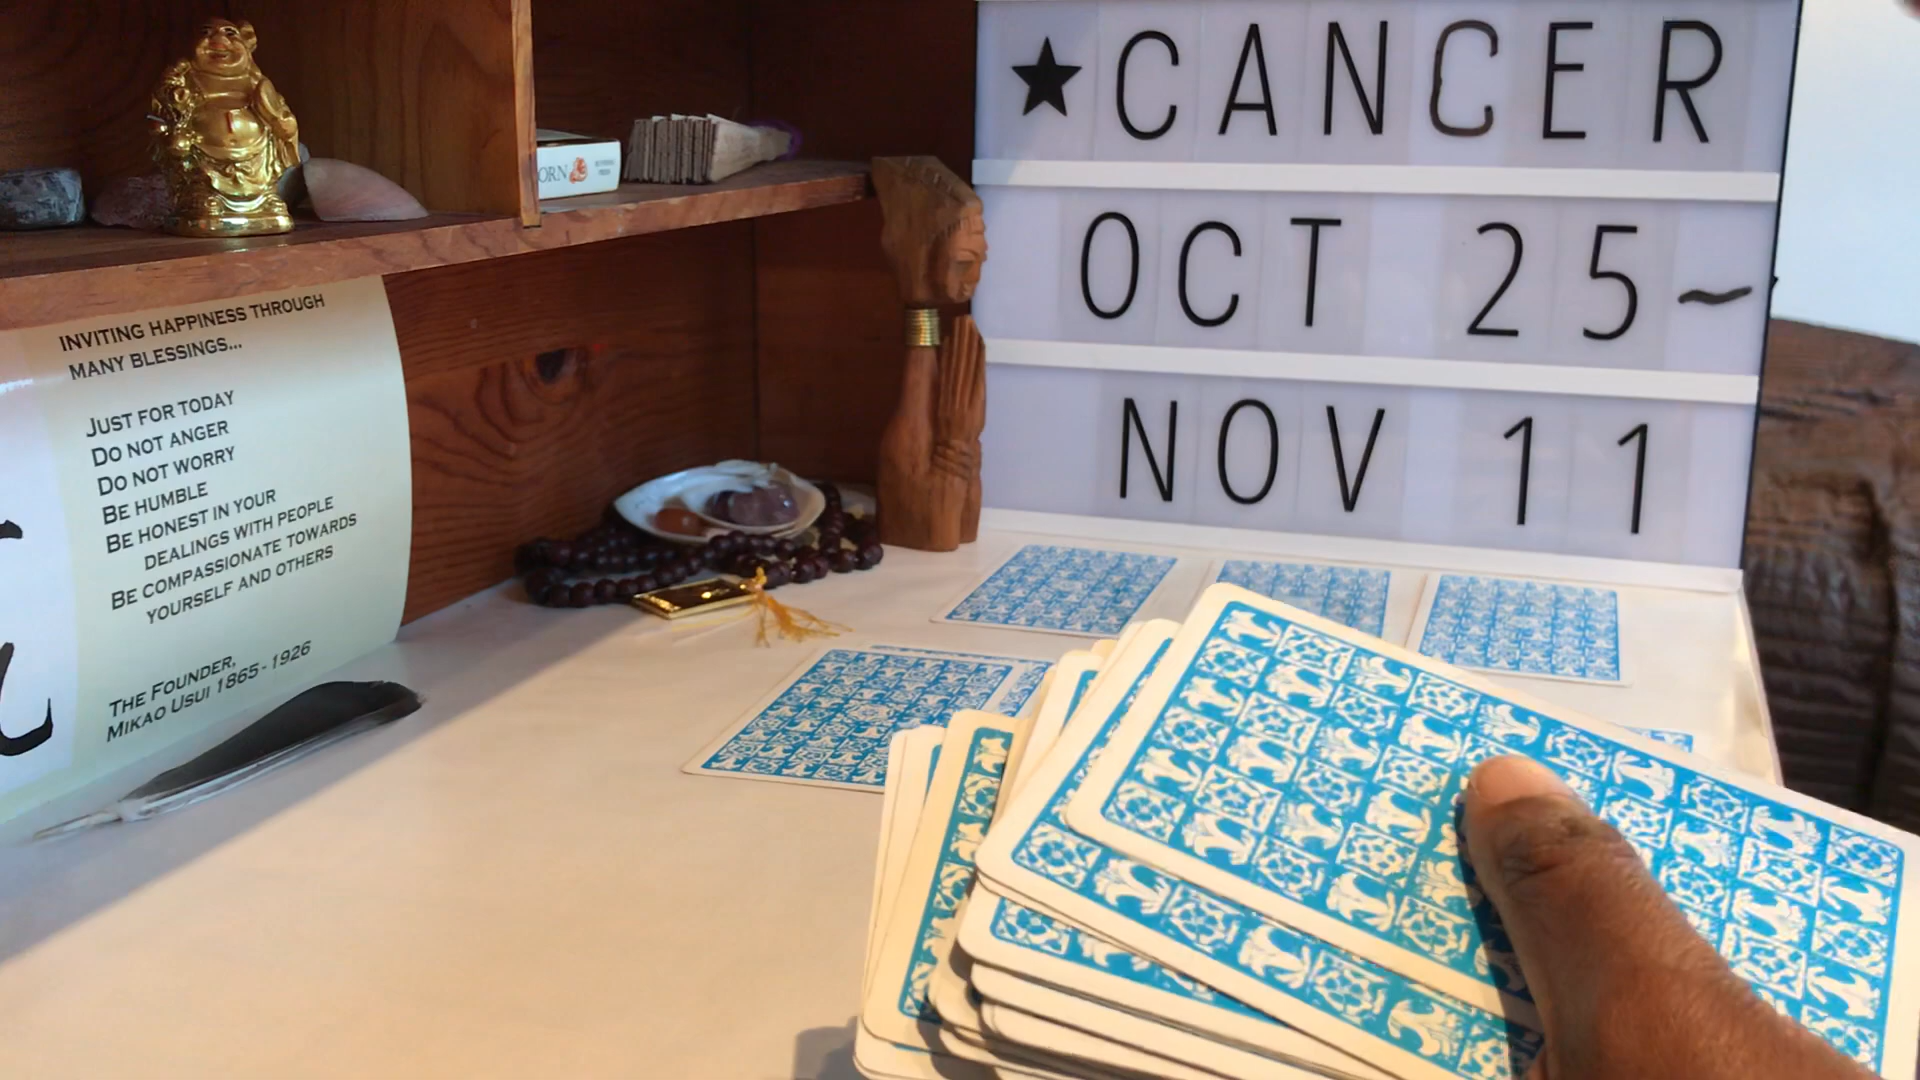 ★ CANCER
OCT 25~
NOV 11
ORN
INVITING HAPPINESS THROUGH
MANY BLESSINGS...
JUST FOR TODAY
DO NOT ANGER
DO NOT WORRY
BE HUMBLE
BE HONEST IN YOUR
DEALINGS WITH PEOPLE
BE COMPASSIONATE TOWARDS
YOURSELF AND OTHERS
THE FOUNDER,
MIKAO USUI 1865-1926